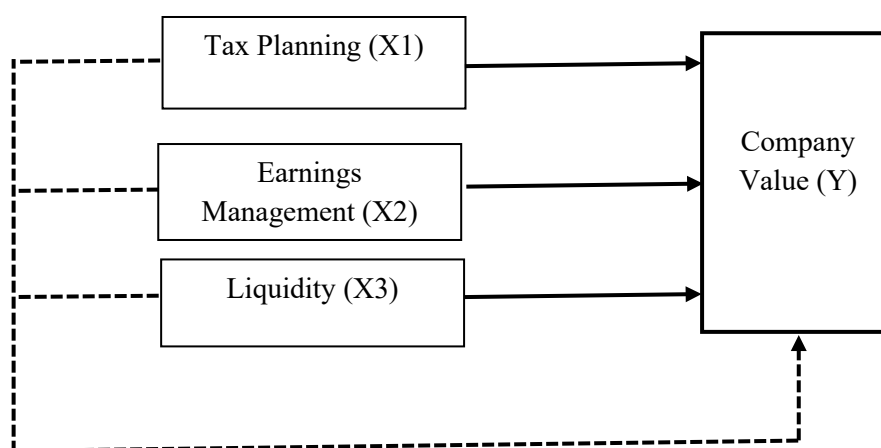 Tax Planning (X1)
Earnings
Management (X2)
Liquidity (X3)
Company
Value (Y)